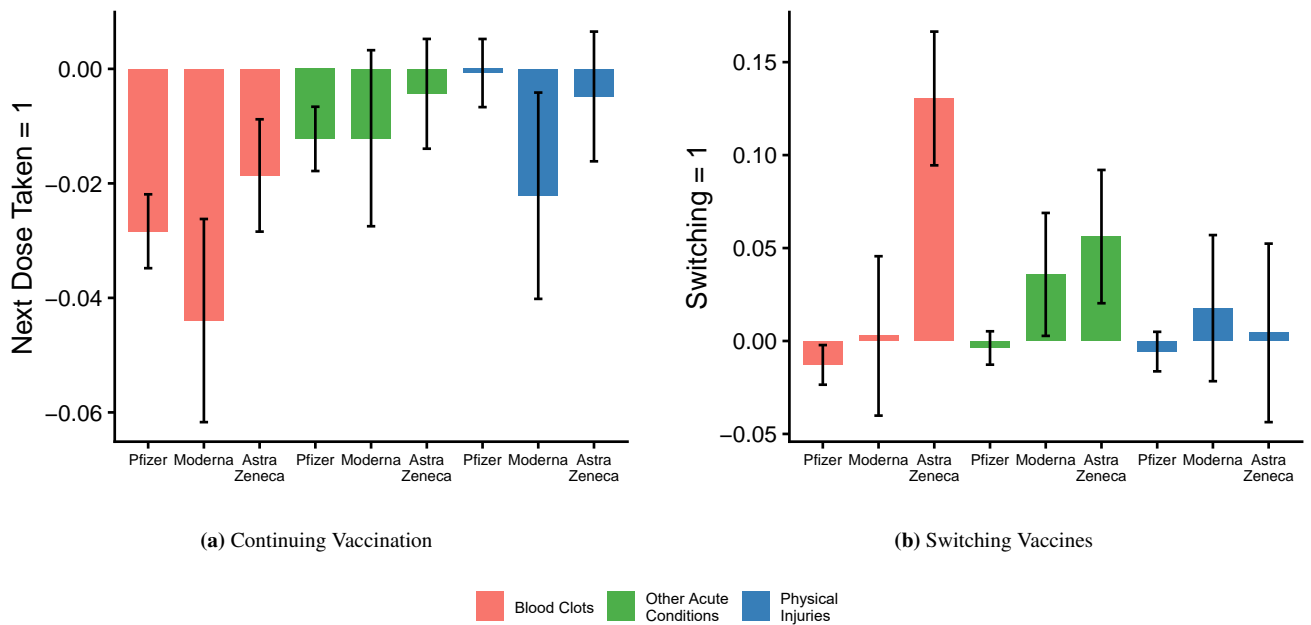 Next Dose Taken = 1
0.00
−0.02
−0.04
−0.06
Pfizer Moderna Astra Zeneca Pfizer Moderna Astra Zeneca Pfizer Moderna Astra Zeneca
(a) Continuing Vaccination
Switching = 1
0.15
0.10
0.05
0.00
−0.05
Pfizer Moderna Astra Zeneca Pfizer Moderna Astra Zeneca Pfizer Moderna Astra Zeneca
(b) Switching Vaccines
Blood Clots
Other Acute
Conditions
Physical
Injuries